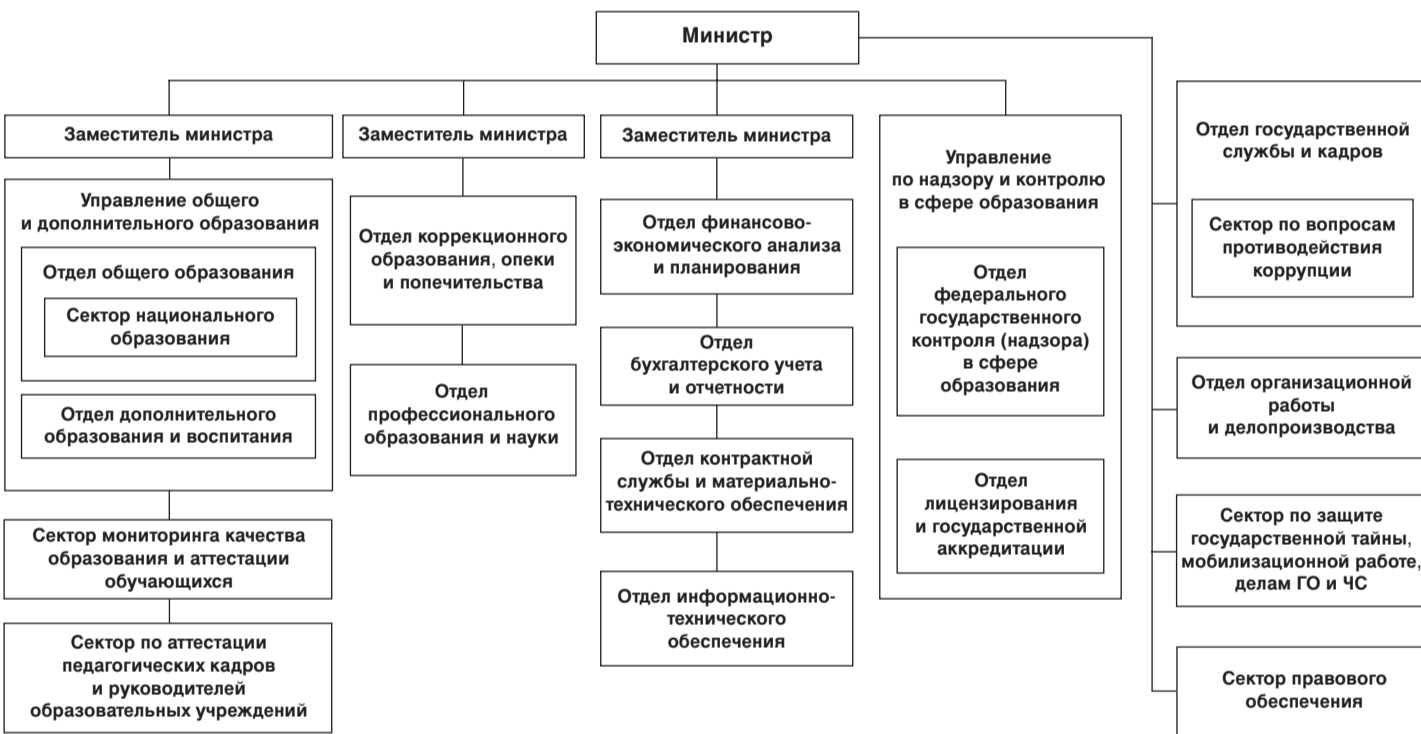 Министр
Заместитель министра
Управление общего
и дополнительного образования
Отдел общего образования
Сектор национального
образования
Отдел дополнительного
образования и воспитания
Сектор мониторинга качества
образования и аттестации
обучающихся
Сектор по аттестации
педагогических кадров
и руководителей
образовательных учреждений
Заместитель министра
Отдел коррекционного
образования, опеки
и попечительства
Отдел
профессионального
образования и науки
Заместитель министра
Отдел финансово-
экономического анализа
и планирования
Отдел
бухгалтерского учета
и отчетности
Отдел контрактной
службы и материально-
технического обеспечения
Отдел информационно-
технического
обеспечения
Управление
по надзору и контролю
в сфере образования
Отдел
федерального
государственного
контроля (надзора)
в сфере
образования
Отдел
лицензирования
и государственной
аккредитации
Отдел государственной
службы и кадров
Сектор по вопросам
противодействия
коррупции
Отдел организационной
работы
и делопроизводства
Сектор по защите
государственной тайны,
мобилизационной работе,
делам ГО и ЧС
Сектор правового
обеспечения